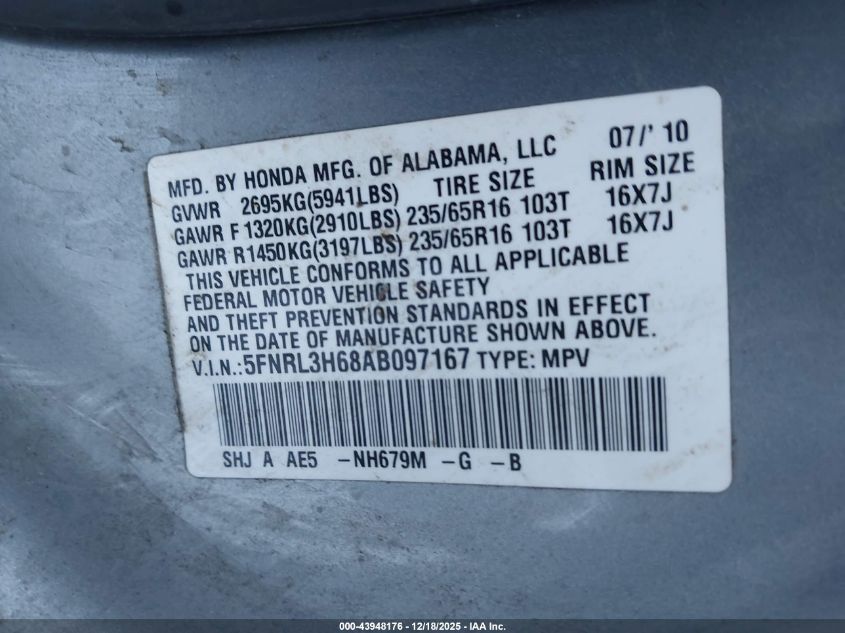 MFD. BY HONDA MFG. OF ALABAMA, LLC 07/' 10
GVWR 2695KG(5941LBS) TIRE SIZE RIM SIZE
GAWR F 1320KG(2910LBS) 235/65R16 103T 16X7J
GAWR R1450KG(3197LBS) 235/65R16 103T 16X7J
THIS VEHICLE CONFORMS TO ALL APPLICABLE
FEDERAL MOTOR VEHICLE SAFETY
AND THEFT PREVENTION STANDARDS IN EFFECT
ON THE DATE OF MANUFACTURE SHOWN ABOVE.
V.I.N.:5FNRL3H68AB097167 TYPE: MPV
SHJ A AE5 -NH679M -G -B
000-43948176 - 12/18/2025 - IAA Inc.